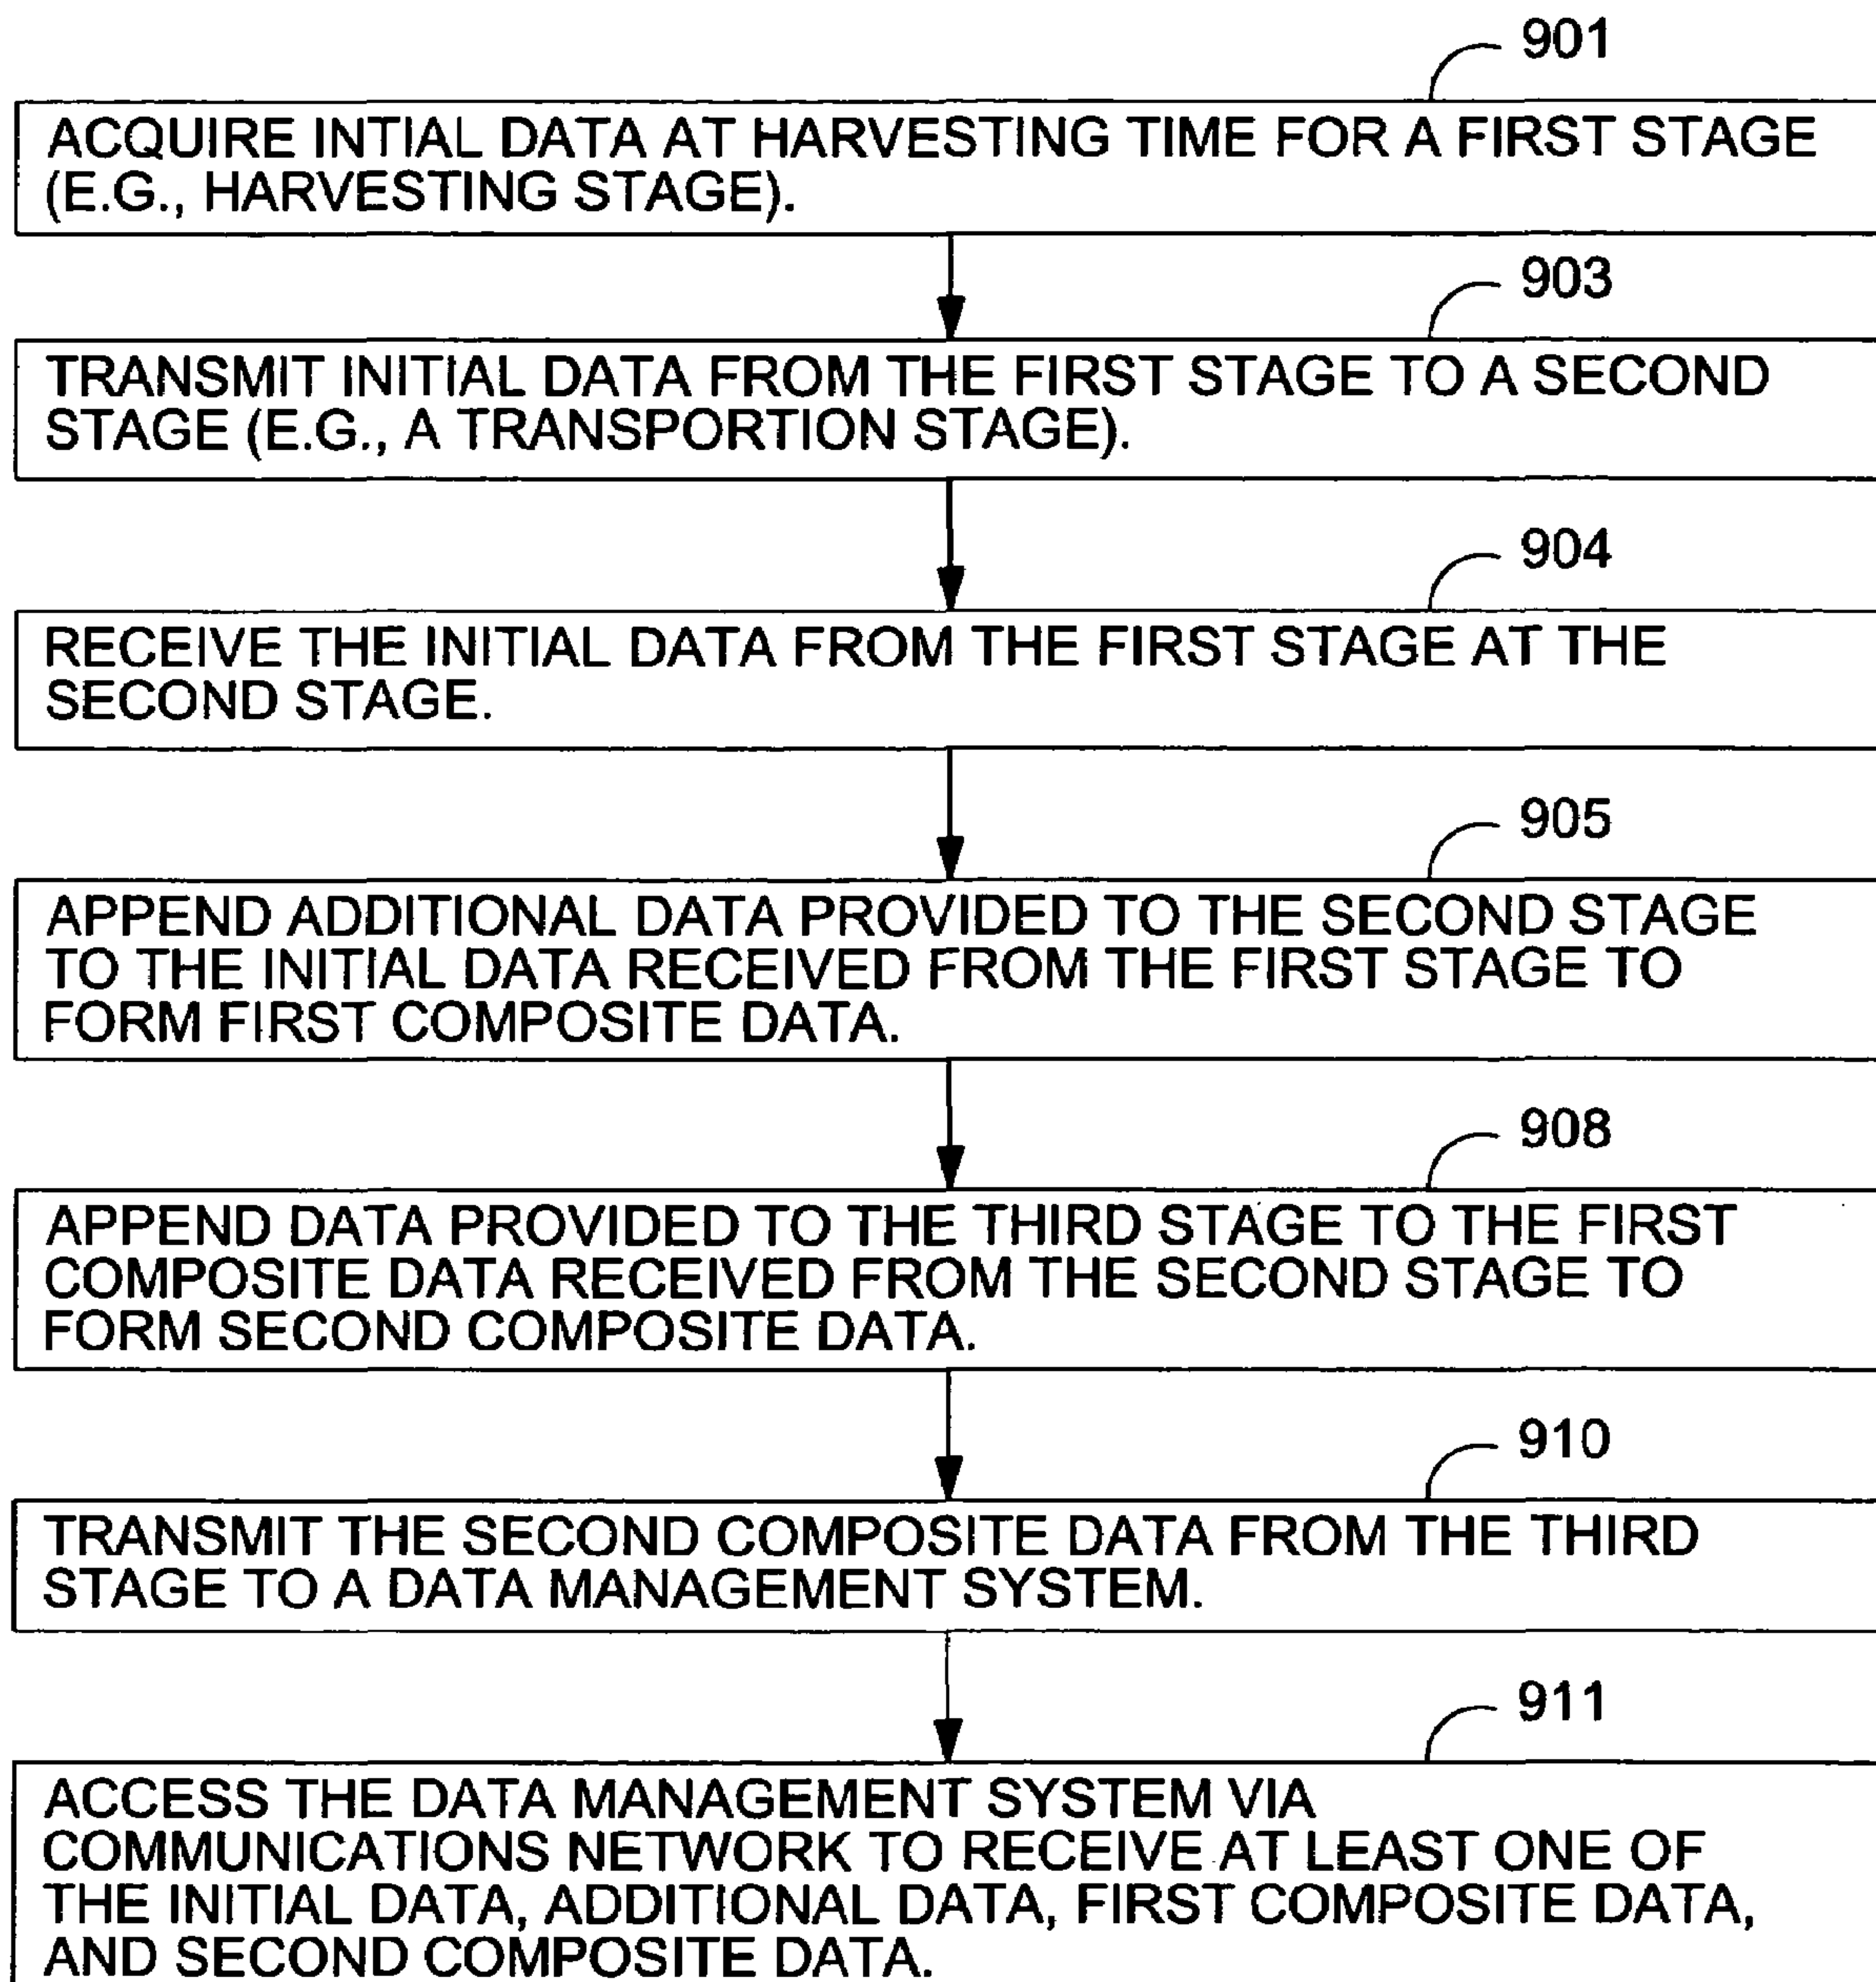 901
ACQUIRE INTIAL DATA AT HARVESTING TIME FOR A FIRST STAGE
(E.G., HARVESTING STAGE).
903
TRANSMIT INITIAL DATA FROM THE FIRST STAGE TO A SECOND
STAGE (E.G., A TRANSPORTION STAGE).
904
RECEIVE THE INITIAL DATA FROM THE FIRST STAGE AT THE
SECOND STAGE.
905
APPEND ADDITIONAL DATA PROVIDED TO THE SECOND STAGE
TO THE INITIAL DATA RECEIVED FROM THE FIRST STAGE TO
FORM FIRST COMPOSITE DATA.
908
APPEND DATA PROVIDED TO THE THIRD STAGE TO THE FIRST
COMPOSITE DATA RECEIVED FROM THE SECOND STAGE TO
FORM SECOND COMPOSITE DATA.
910
TRANSMIT THE SECOND COMPOSITE DATA FROM THE THIRD
STAGE TO A DATA MANAGEMENT SYSTEM.
911
ACCESS THE DATA MANAGEMENT SYSTEM VIA
COMMUNICATIONS NETWORK TO RECEIVE AT LEAST ONE OF
THE INITIAL DATA, ADDITIONAL DATA, FIRST COMPOSITE DATA,
AND SECOND COMPOSITE DATA.